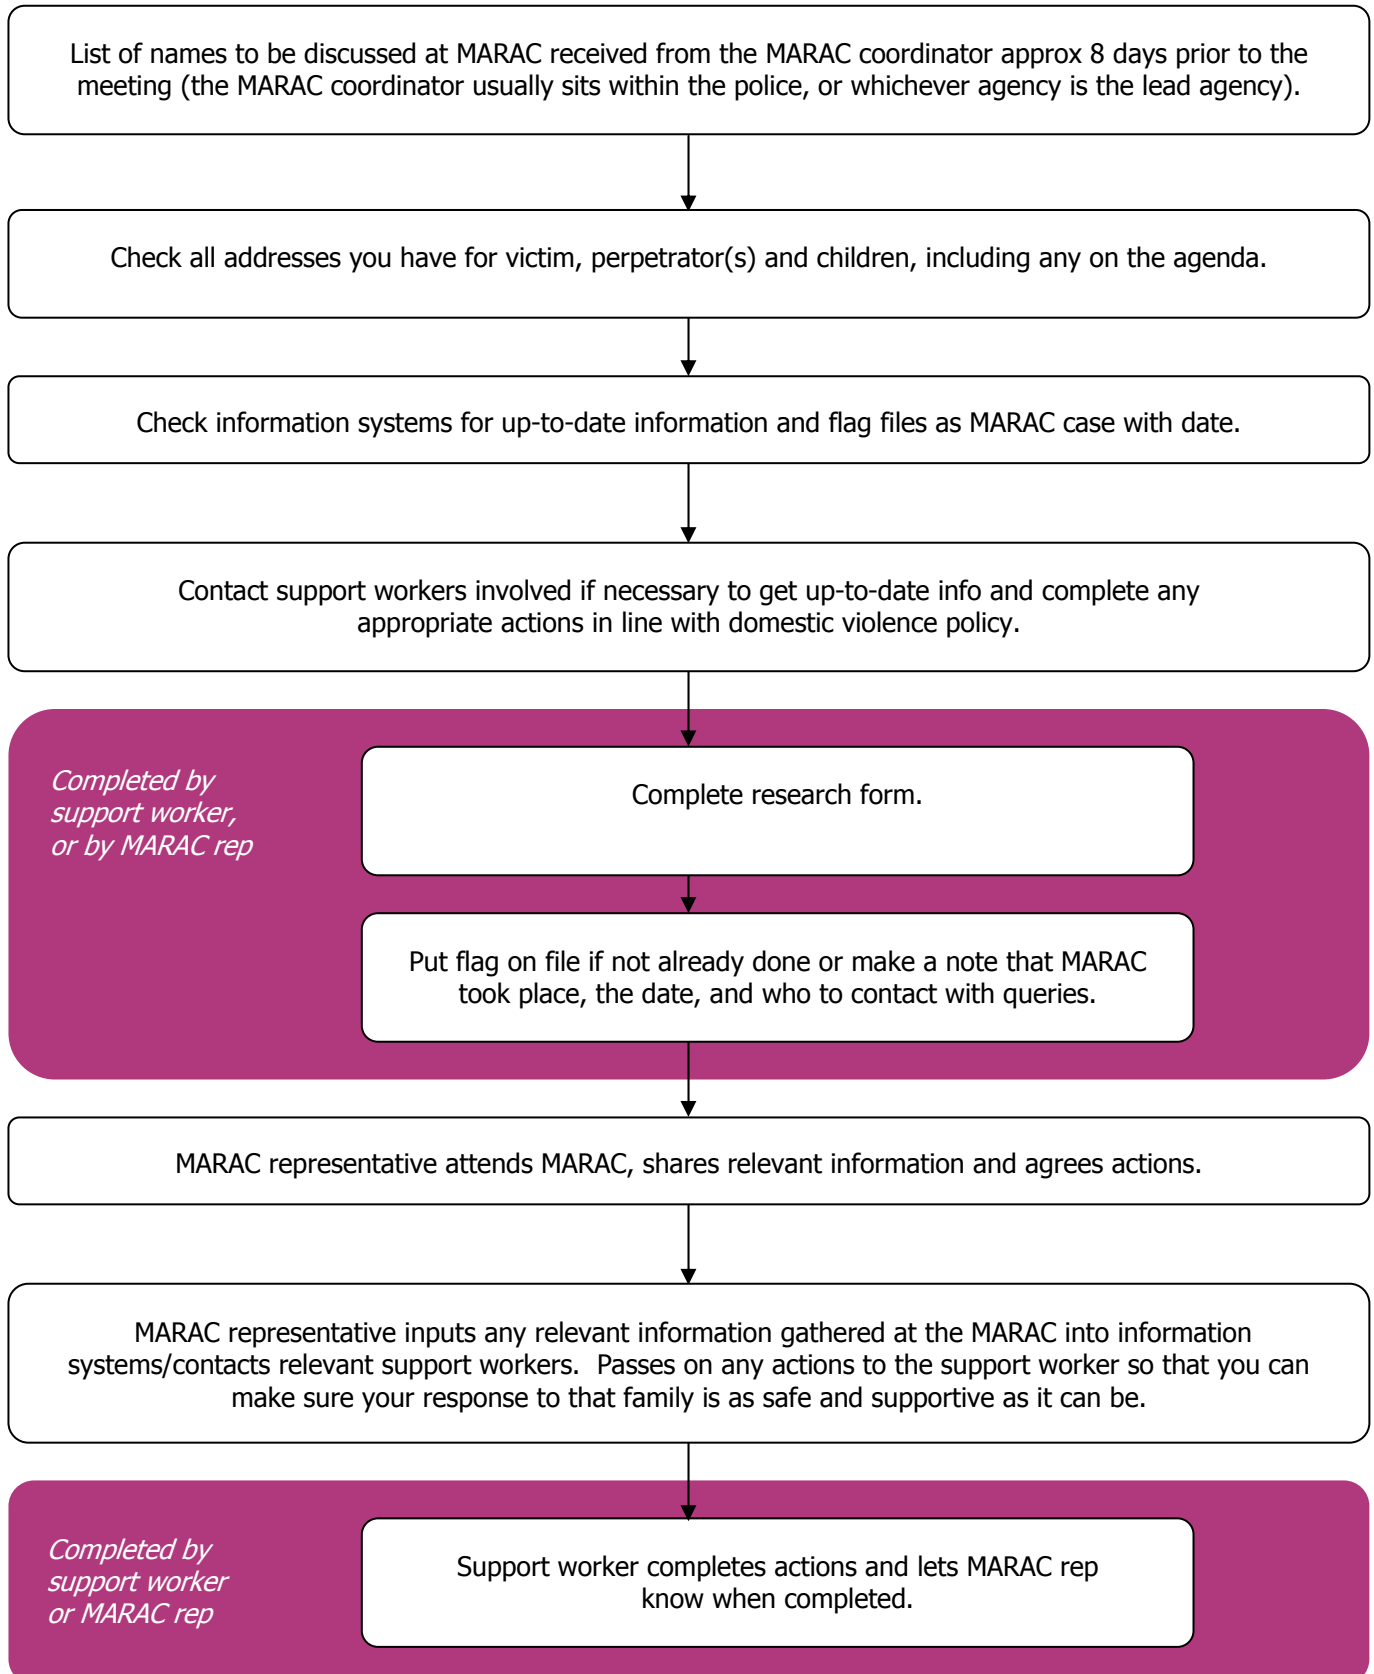 List of names to be discussed at MARAC received from the MARAC coordinator approx 8 days prior to the
meeting (the MARAC coordinator usually sits within the police, or whichever agency is the lead agency).
Check all addresses you have for victim, perpetrator(s) and children, including any on the agenda.
Check information systems for up-to-date information and flag files as MARAC case with date.
Contact support workers involved if necessary to get up-to-date info and complete any
appropriate actions in line with domestic violence policy.
Completed by
support worker,
or by MARAC rep
Complete research form.
Put flag on file if not already done or make a note that MARAC
took place, the date, and who to contact with queries.
MARAC representative attends MARAC, shares relevant information and agrees actions.
MARAC representative inputs any relevant information gathered at the MARAC into information
systems/contacts relevant support workers.  Passes on any actions to the support worker so that you can
make sure your response to that family is as safe and supportive as it can be.
Completed by
support worker
or MARAC rep
Support worker completes actions and lets MARAC rep
know when completed.